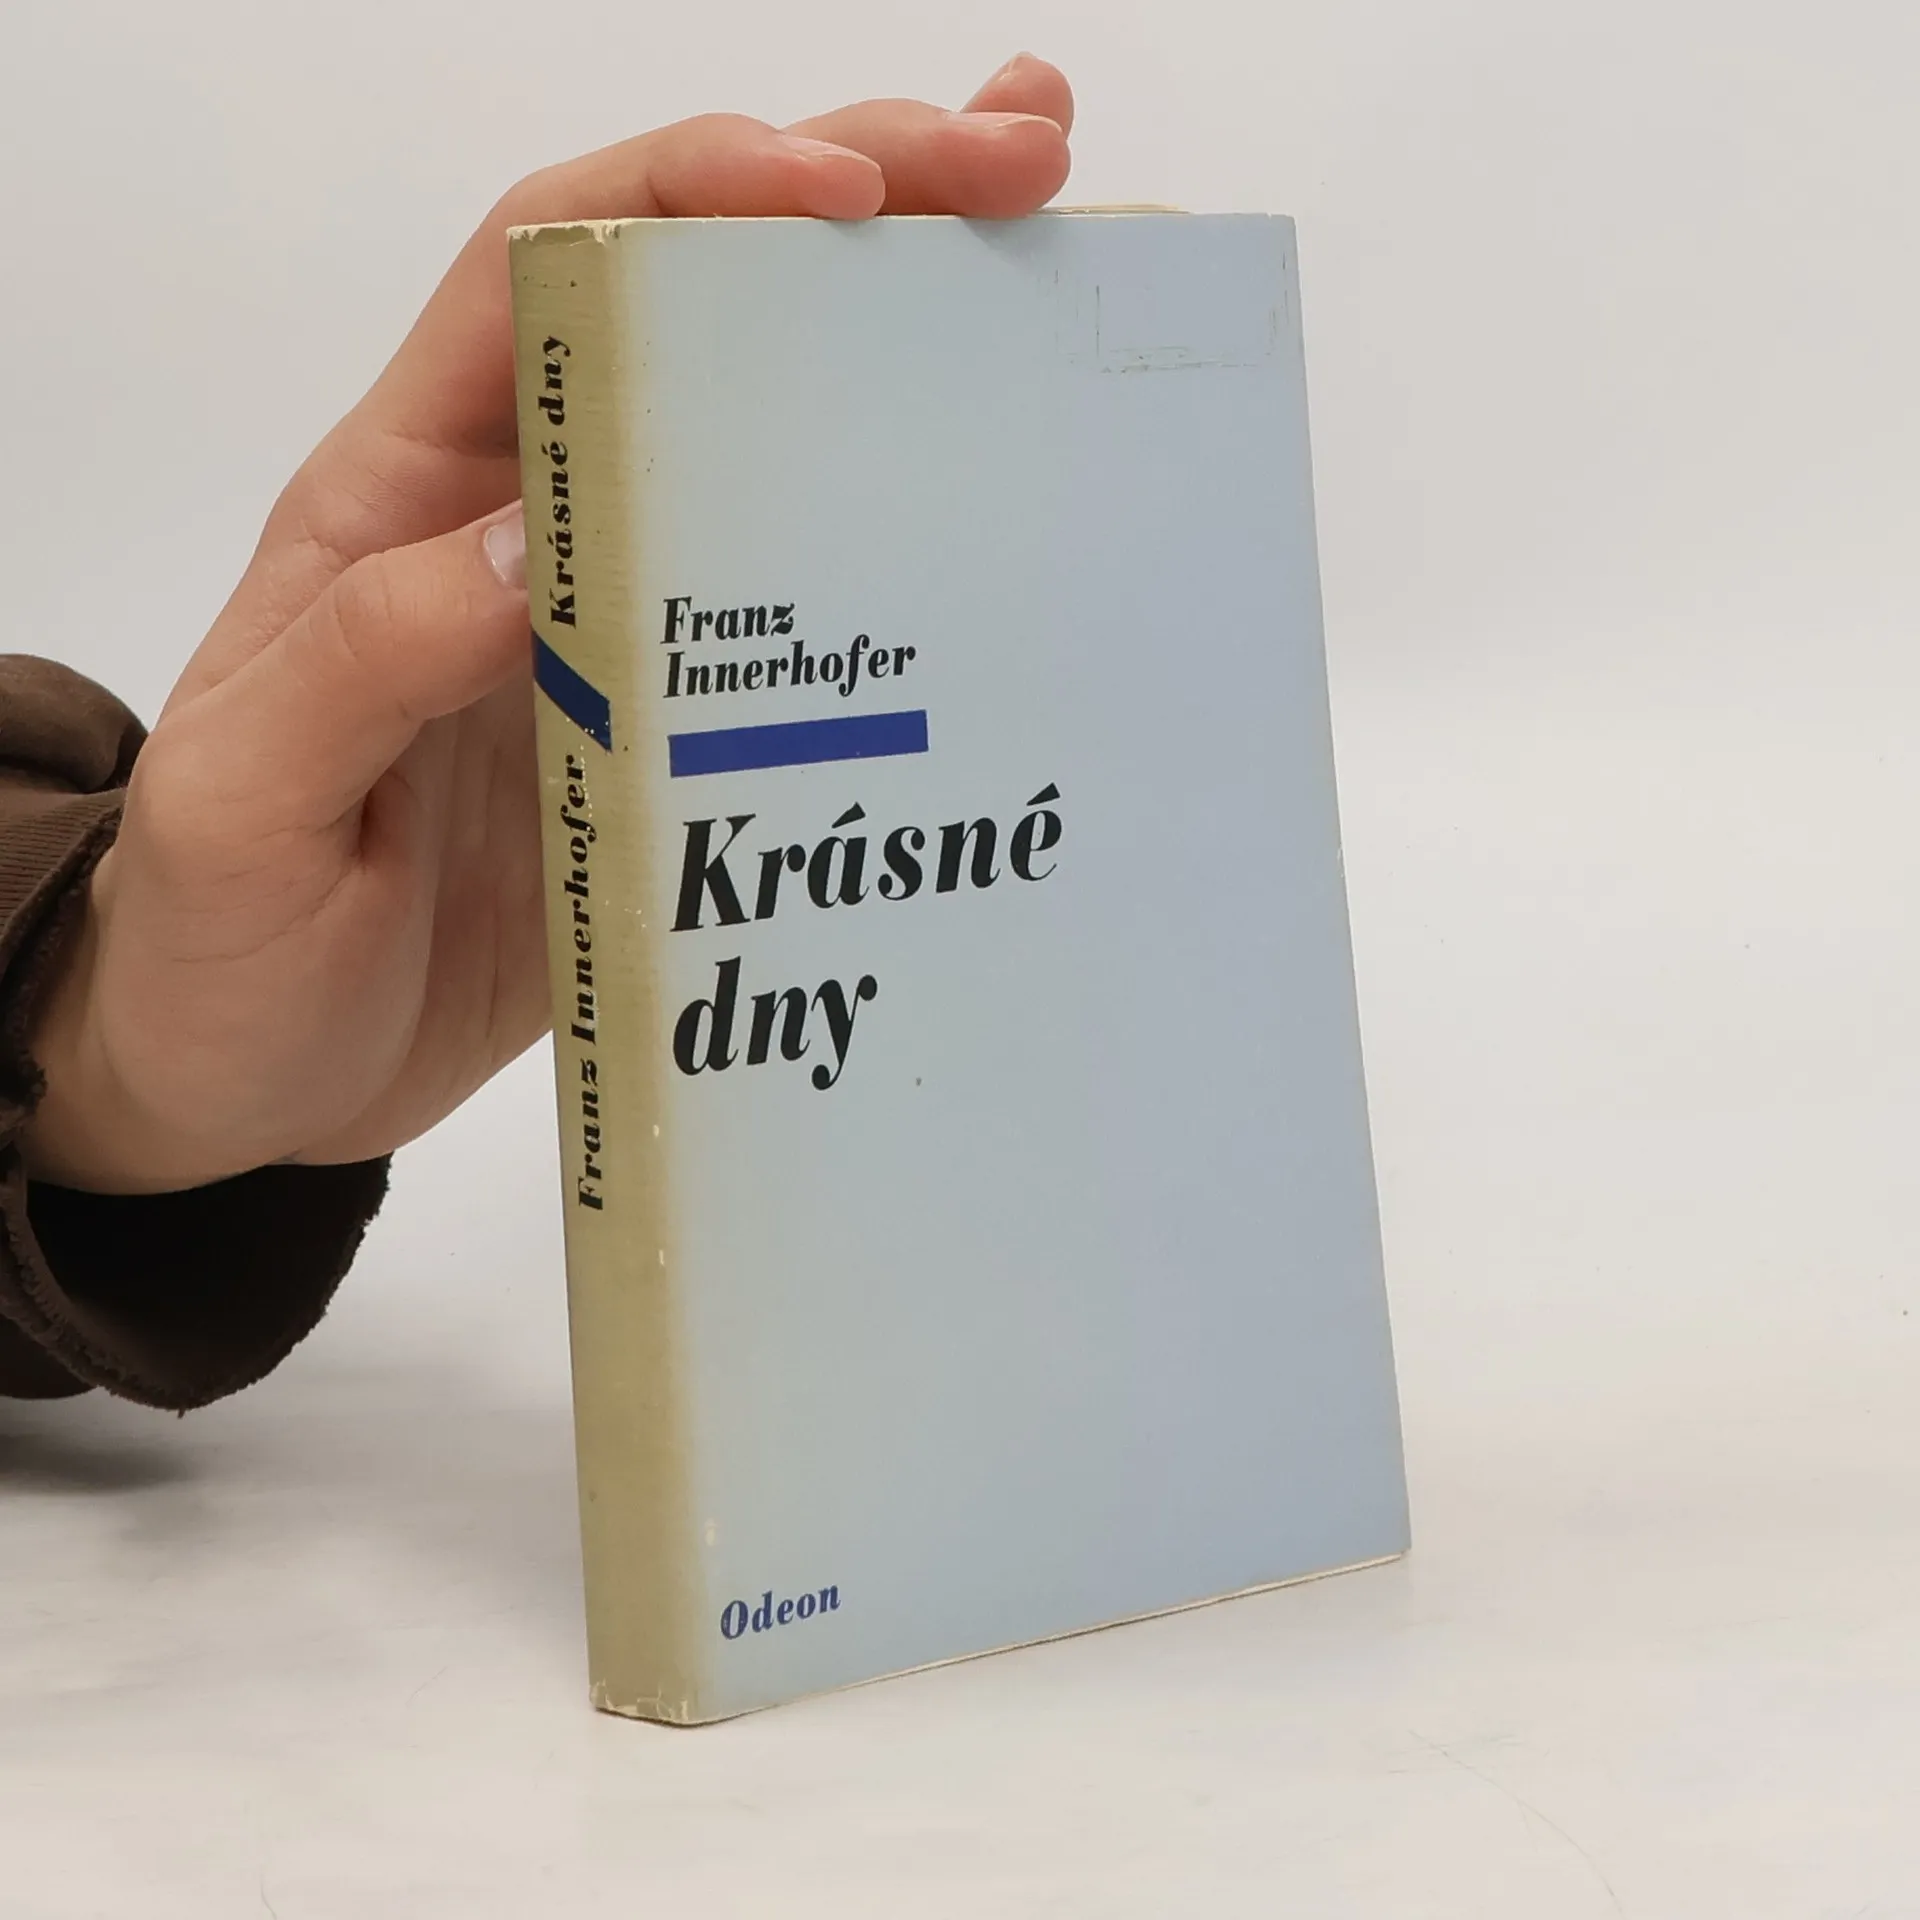 Franz Innerhofer Krásné dny
Franz
Innerhofer
Krásné
dny
Odeon